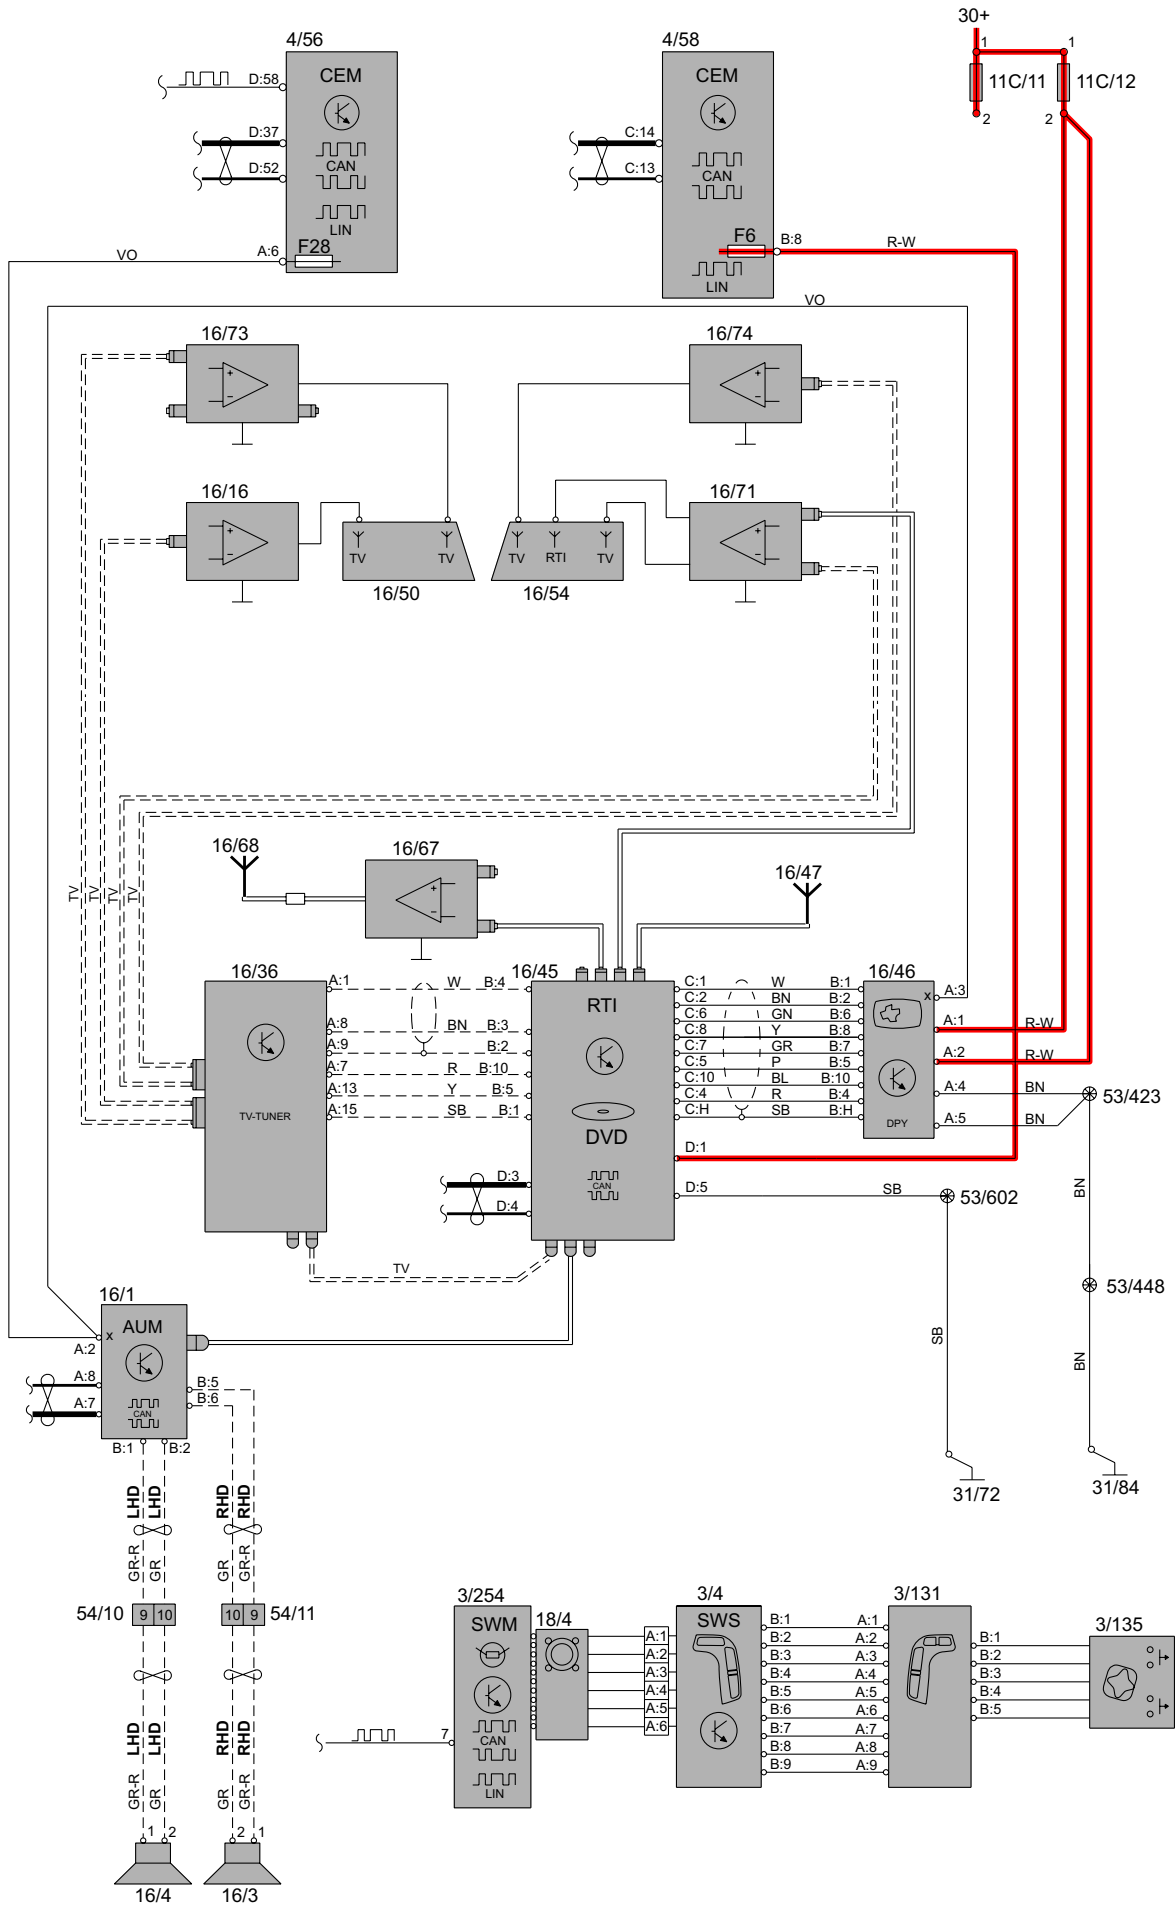 30+
4/56
4/58
1
1
CEM
CEM
11C/11
11C/12
D:58
2
2
D:37
C:14
CAN
CAN
D:52
C:13
LIN
F28
A:6
VO
F6
B:8
R-W
LIN
VO
16/73
16/74
+
-
+
-
16/16
16/71
+
-
+
-
TV
TV
TV
RTI
TV
16/50
16/54
TV
TV
TV
TV
16/68
16/67
16/47
+
-
16/36
16/45
16/46
A:1
W
B:4
A:8
BN
B:3
A:9
B:2
A:7
R
B:10
A:13
Y
B:5
A:15
SB
B:1
TV-TUNER
RTI
DVD
CAN
C:1
W
B:1
C:2
BN
B:2
C:6
GN
B:6
C:8
Y
B:8
C:7
GR
B:7
C:5
P
B:5
C:10
BL
B:10
C:4
R
B:4
C:H
SB
B:H
x
A:3
A:1
R-W
A:2
R-W
A:4
BN
53/423
A:5
BN
DPY
D:1
D:3
D:4
D:5
SB
53/602
BN
TV
53/448
16/1
AUM
x
A:2
A:8
A:7
CAN
B:5
B:6
B:1
B:2
SB
BN
31/72
31/84
LHD
LHD
RHD
RHD
GR-R
GR
GR
GR-R
54/10
9
10
10
9
54/11
LHD
LHD
RHD
RHD
GR-R
GR
GR
GR-R
1
2
2
1
16/4
16/3
3/254
SWM
CAN
LIN
7
18/4
A:1
A:2
A:3
A:4
A:5
A:6
3/4
SWS
B:1
A:1
B:2
A:2
B:3
A:3
B:4
A:4
B:5
A:5
B:6
A:6
B:7
A:7
B:8
A:8
B:9
A:9
3/131
B:1
B:2
B:3
B:4
B:5
3/135